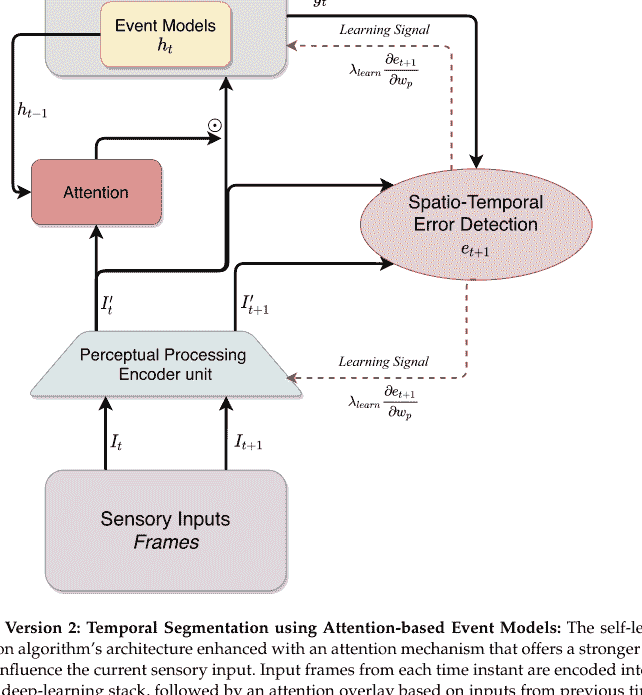 Event Models
h_t
y_t
Learning Signal
λ_learn ∂e_{t+1}/∂w_p
h_{t−1}
⊙
Attention
Spatio-Temporal
Error Detection
e_{t+1}
I′_t
I′_{t+1}
Perceptual Processing
Encoder unit
Learning Signal
λ_learn ∂e_{t+1}/∂w_p
I_t
I_{t+1}
Sensory Inputs
Frames
Version 2: Temporal Segmentation using Attention-based Event Models: The self-le
on algorithm's architecture enhanced with an attention mechanism that offers a stronger
nfluence the current sensory input. Input frames from each time instant are encoded int
deep-learning stack, followed by an attention overlay based on inputs from previous